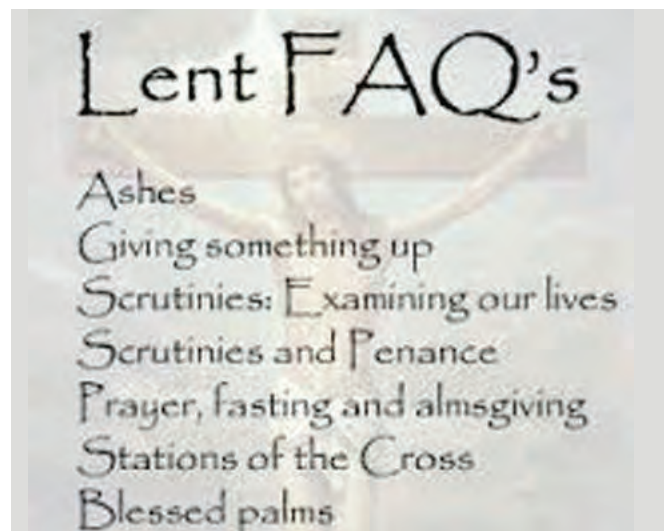 Lent FAQ's
Ashes
Giving something up
Scrutinies: Examining our lives
Scrutinies and Penance
Prayer, fasting and almsgiving
Stations of the Cross
Blessed palms